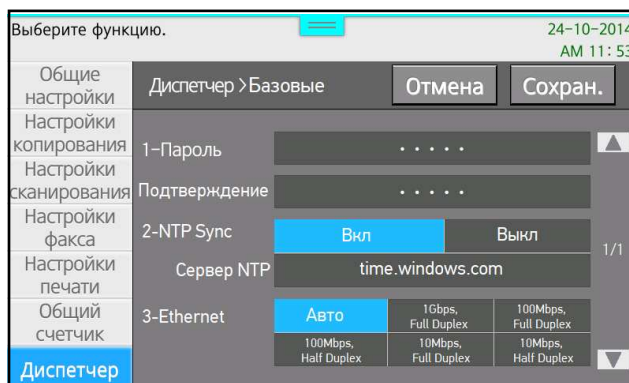 Выберите функцию.
24-10-2014
AM 11:53
Общие
настройки
Настройки
копирования
Настройки
сканирования
Настройки
факса
Настройки
печати
Общий
счетчик
Диспетчер
Диспетчер >Базовые
Отмена
Сохран.
1-Пароль
· · · · ·
Подтверждение
· · · · ·
2-NTP Sync
Вкл
Выкл
Сервер NTP
time.windows.com
1/1
3-Ethernet
Авто
1Gbps,
Full Duplex
100Mbps,
Full Duplex
100Mbps,
Half Duplex
10Mbps,
Full Duplex
10Mbps,
Half Duplex